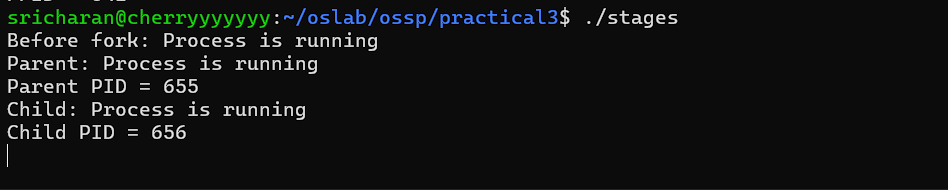 sricharan@cherryyyyyyy:~/oslab/ossp/practical3$ ./stages
Before fork: Process is running
Parent: Process is running
Parent PID = 655
Child: Process is running
Child PID = 656